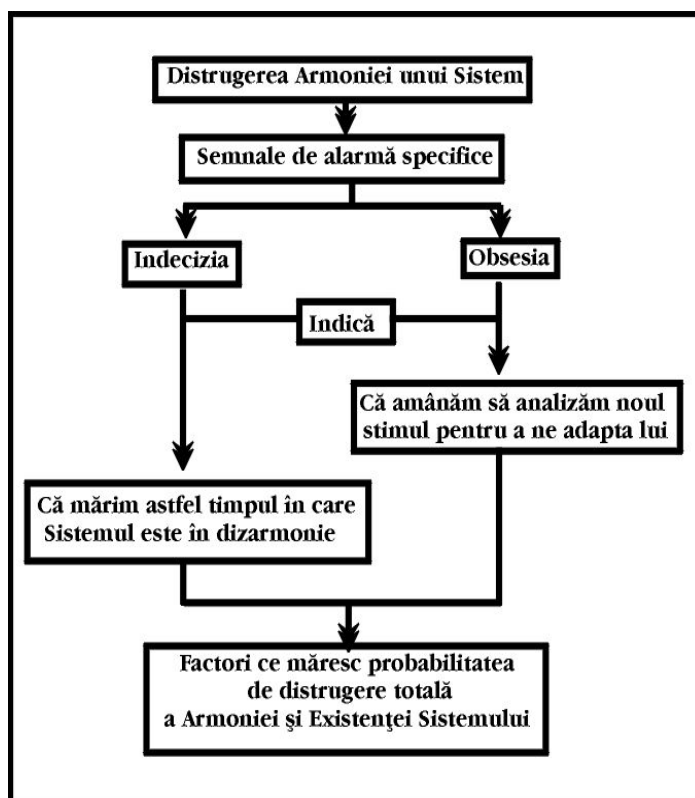 Distrugerea Armoniei unui Sistem
Semnale de alarmă specifice
Indecizia
Obsesia
Indică
Că amânăm să analizăm noul
stimul pentru a ne adapta lui
Că mărim astfel timpul în care
Sistemul este în dizarmonie
Factori ce măresc probabilitatea
de distrugere totală
a Armoniei şi Existenţei Sistemului